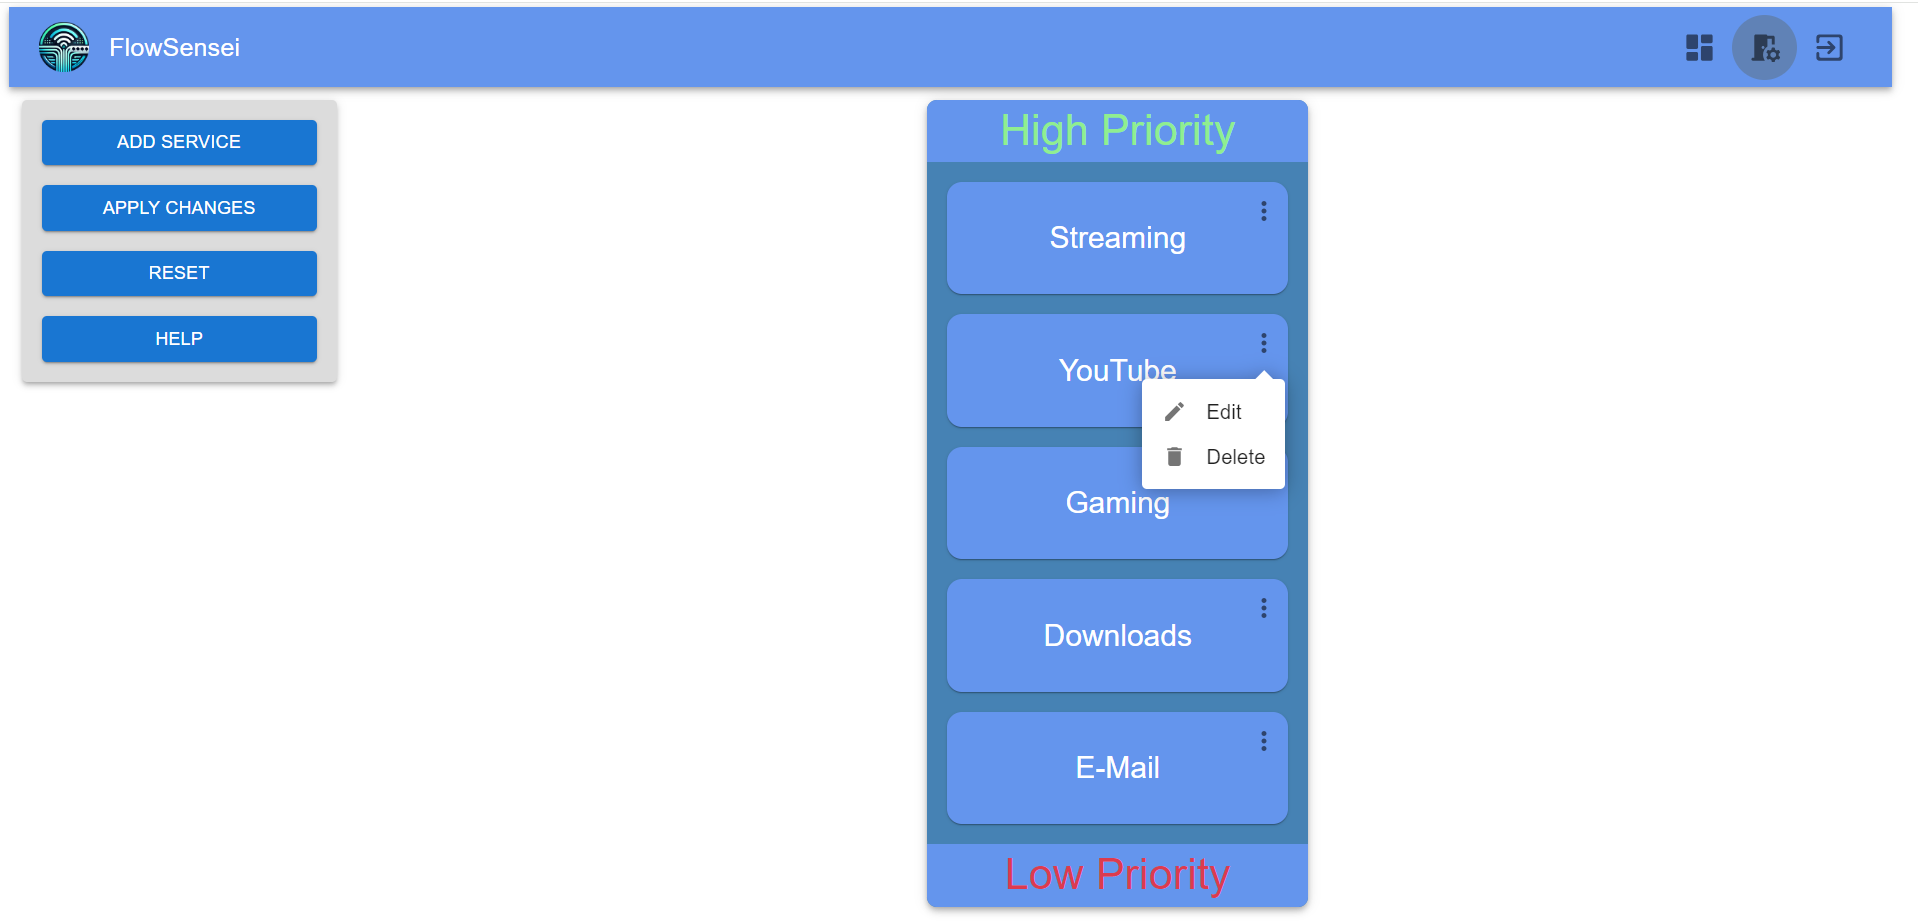 FlowSensei
ADD SERVICE
APPLY CHANGES
RESET
HELP
High Priority
Streaming
YouTube
Edit
Delete
Gaming
Downloads
E-Mail
Low Priority